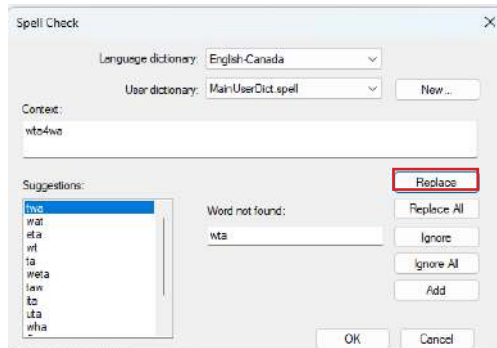 Spell Check
Language dictionary: English-Canada
User dictionary: MainUserDict.spell New...
Context:
wta4wa
Suggestions:
twa
wat
eta
wt
ta
weta
taw
ito
uta
wha
Word not found:
wta
Replace
Replace All
Ignore
Ignore All
Add
OK Cancel